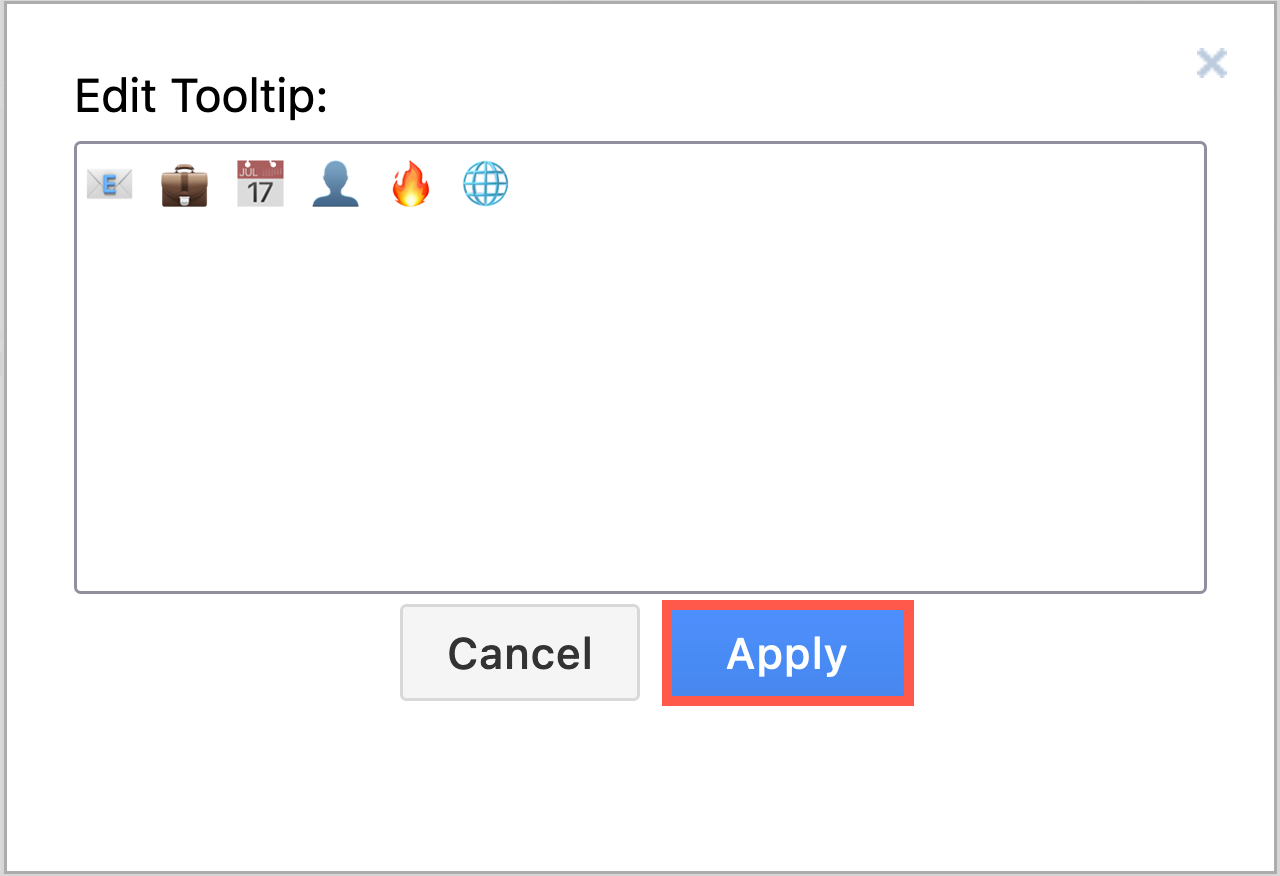 Edit Tooltip:
📧 💼 📅 👤 🔥 🌐
Cancel
Apply